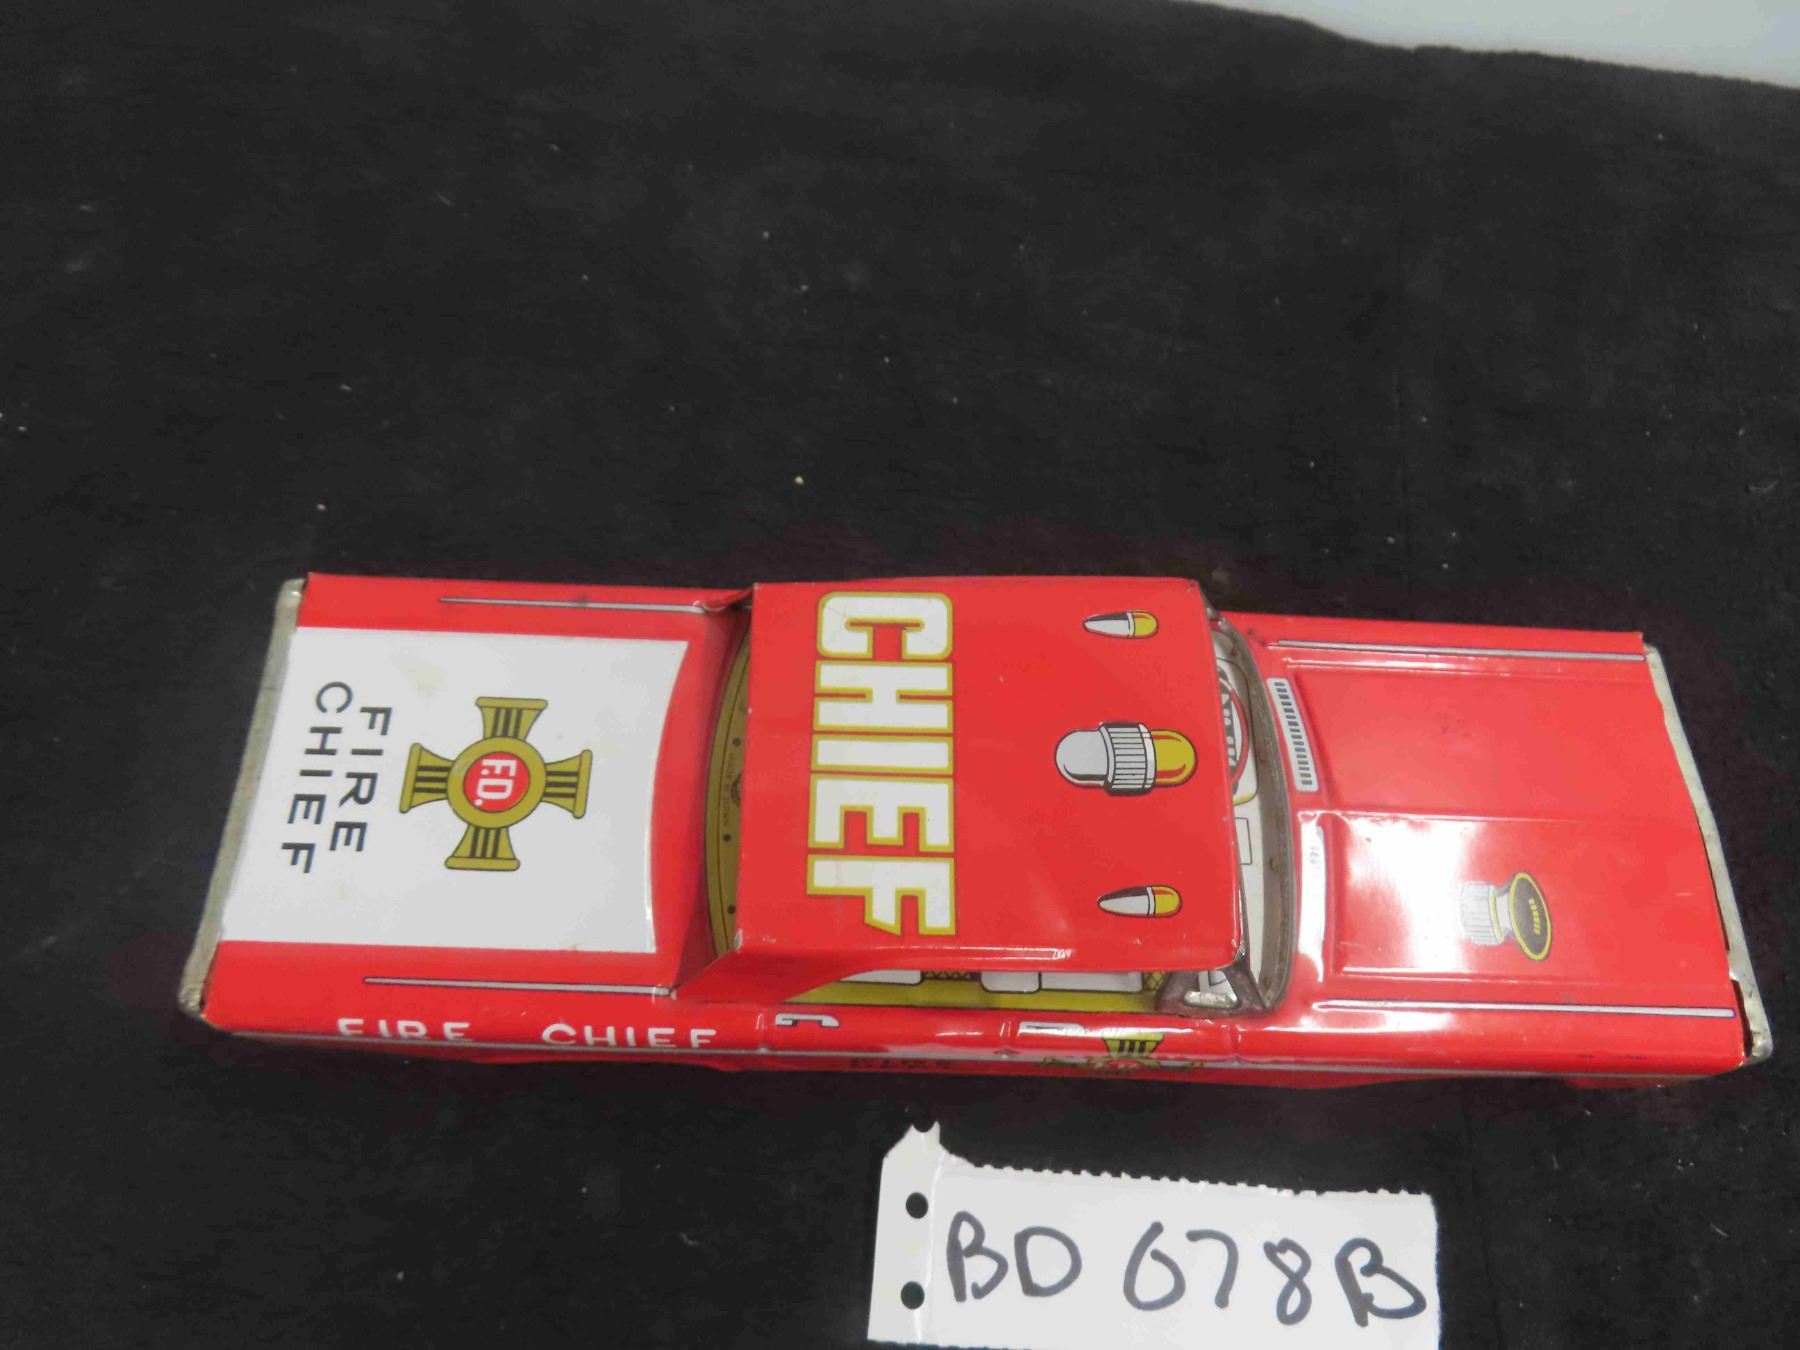 CHIEF
FIRE
CHIEF
F.D.
FIRE CHIEF
BD 678B